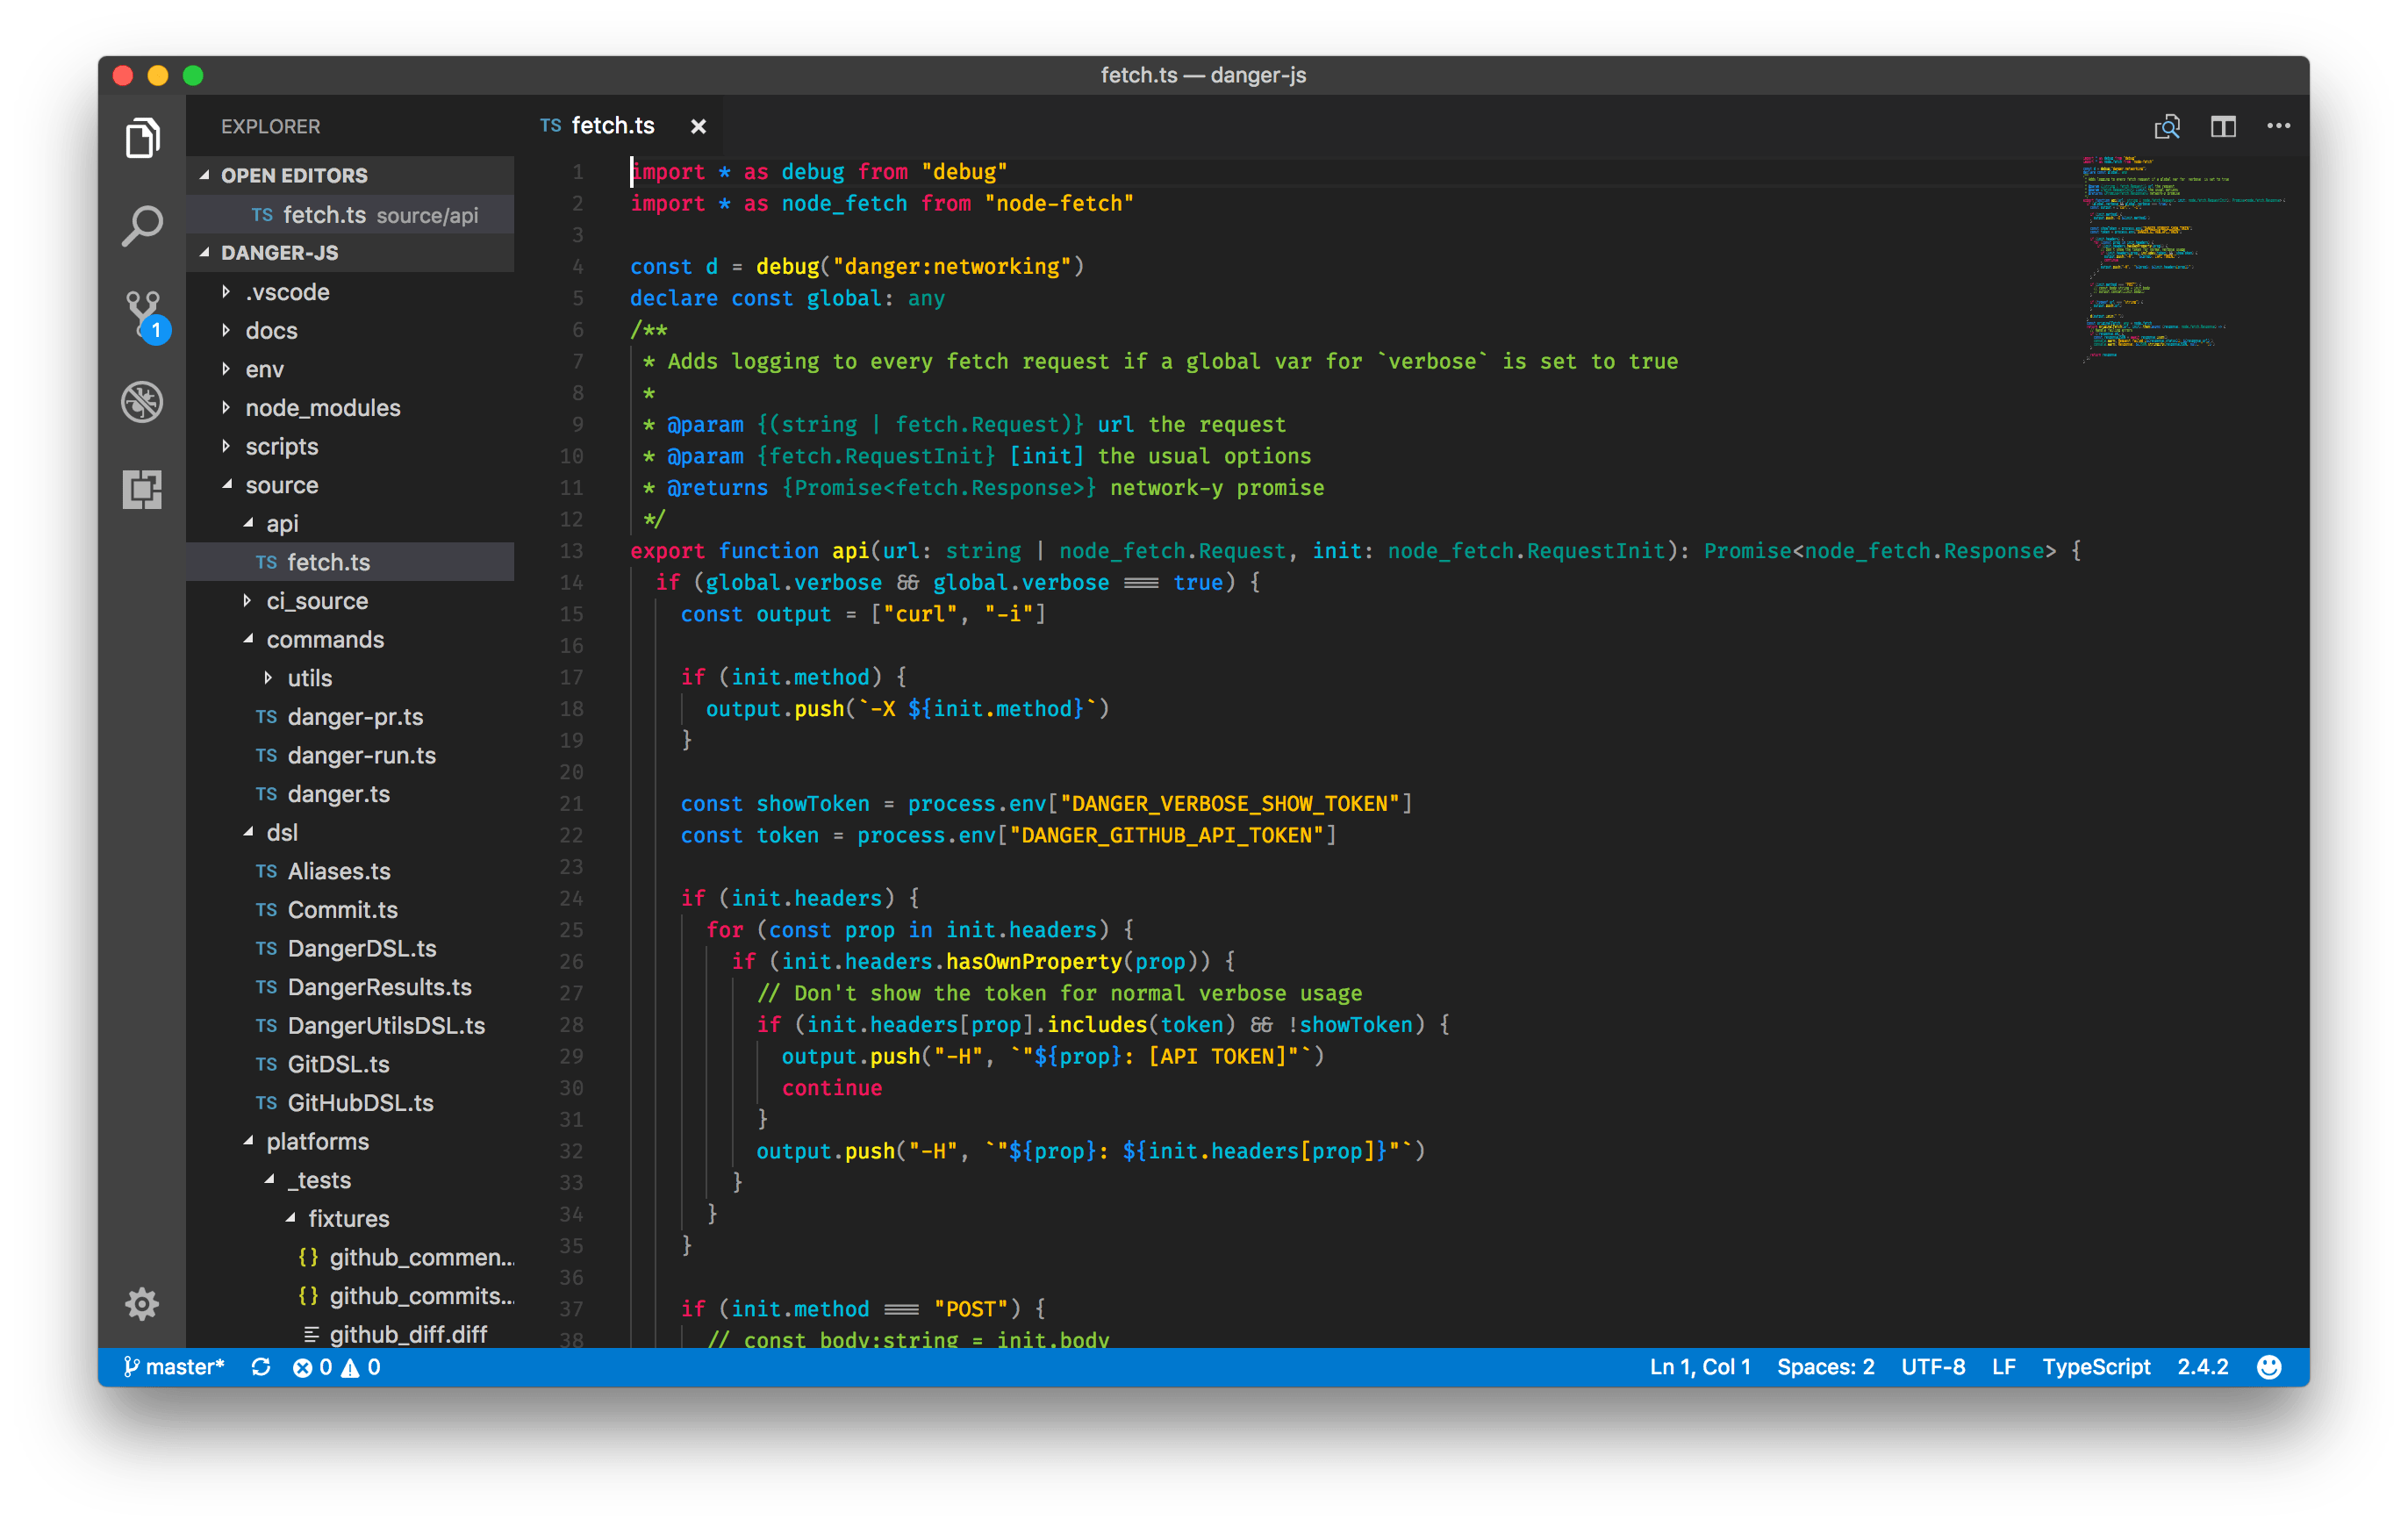 fetch.ts — danger-js
EXPLORER
OPEN EDITORS
TS fetch.ts source/api
DANGER-JS
.vscode
docs
env
node_modules
scripts
source
api
TS fetch.ts
ci_source
commands
utils
TS danger-pr.ts
TS danger-run.ts
TS danger.ts
dsl
TS Aliases.ts
TS Commit.ts
TS DangerDSL.ts
TS DangerResults.ts
TS DangerUtilsDSL.ts
TS GitDSL.ts
TS GitHubDSL.ts
platforms
_tests
fixtures
{} github_commen...
{} github_commits...
github_diff.diff
1
TS fetch.ts ×
1 import * as debug from "debug"
2 import * as node_fetch from "node-fetch"
3
4 const d = debug("danger:networking")
5 declare const global: any
6 /**
7 * Adds logging to every fetch request if a global var for `verbose` is set to true
8 *
9 * @param {(string | fetch.Request)} url the request
10 * @param {fetch.RequestInit} [init] the usual options
11 * @returns {Promise<fetch.Response>} network-y promise
12 */
13 export function api(url: string | node_fetch.Request, init: node_fetch.RequestInit): Promise<node_fetch.Response> {
14 if (global.verbose && global.verbose === true) {
15 const output = ["curl", "-i"]
16
17 if (init.method) {
18 output.push(`-X ${init.method}`)
19 }
20
21 const showToken = process.env["DANGER_VERBOSE_SHOW_TOKEN"]
22 const token = process.env["DANGER_GITHUB_API_TOKEN"]
23
24 if (init.headers) {
25 for (const prop in init.headers) {
26 if (init.headers.hasOwnProperty(prop)) {
27 // Don't show the token for normal verbose usage
28 if (init.headers[prop].includes(token) && !showToken) {
29 output.push("-H", `"${prop}: [API TOKEN]"`)
30 continue
31 }
32 output.push("-H", `"${prop}: ${init.headers[prop]}"`)
33 }
34 }
35 }
36
37 if (init.method === "POST") {
38 // const body:string = init.body
master* 0 0
Ln 1, Col 1 Spaces: 2 UTF-8 LF TypeScript 2.4.2